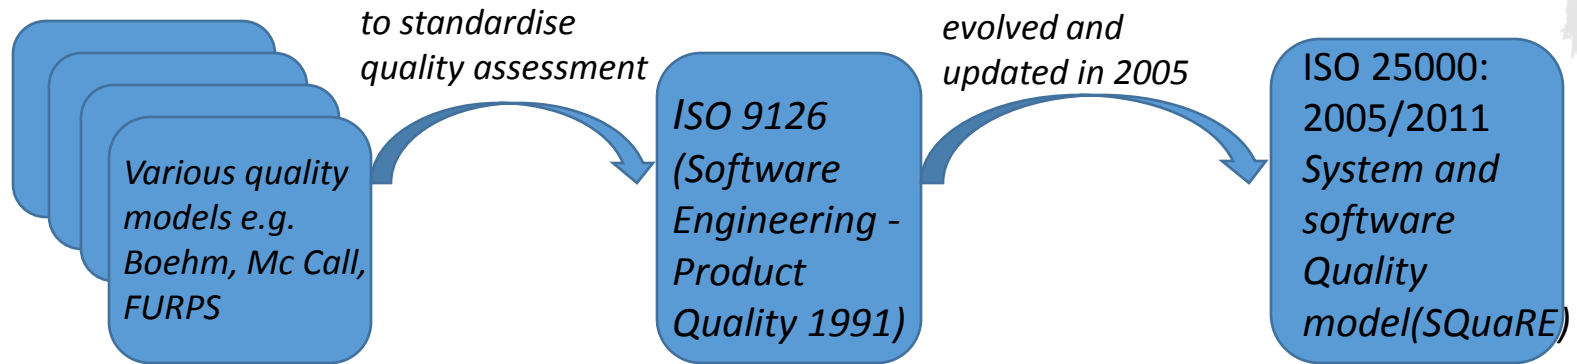 Various quality
models e.g.
Boehm, Mc Call,
FURPS
to standardise
quality assessment
ISO 9126
(Software
Engineering -
Product
Quality 1991)
evolved and
updated in 2005
ISO 25000:
2005/2011
System and
software
Quality
model(SQuaRE)